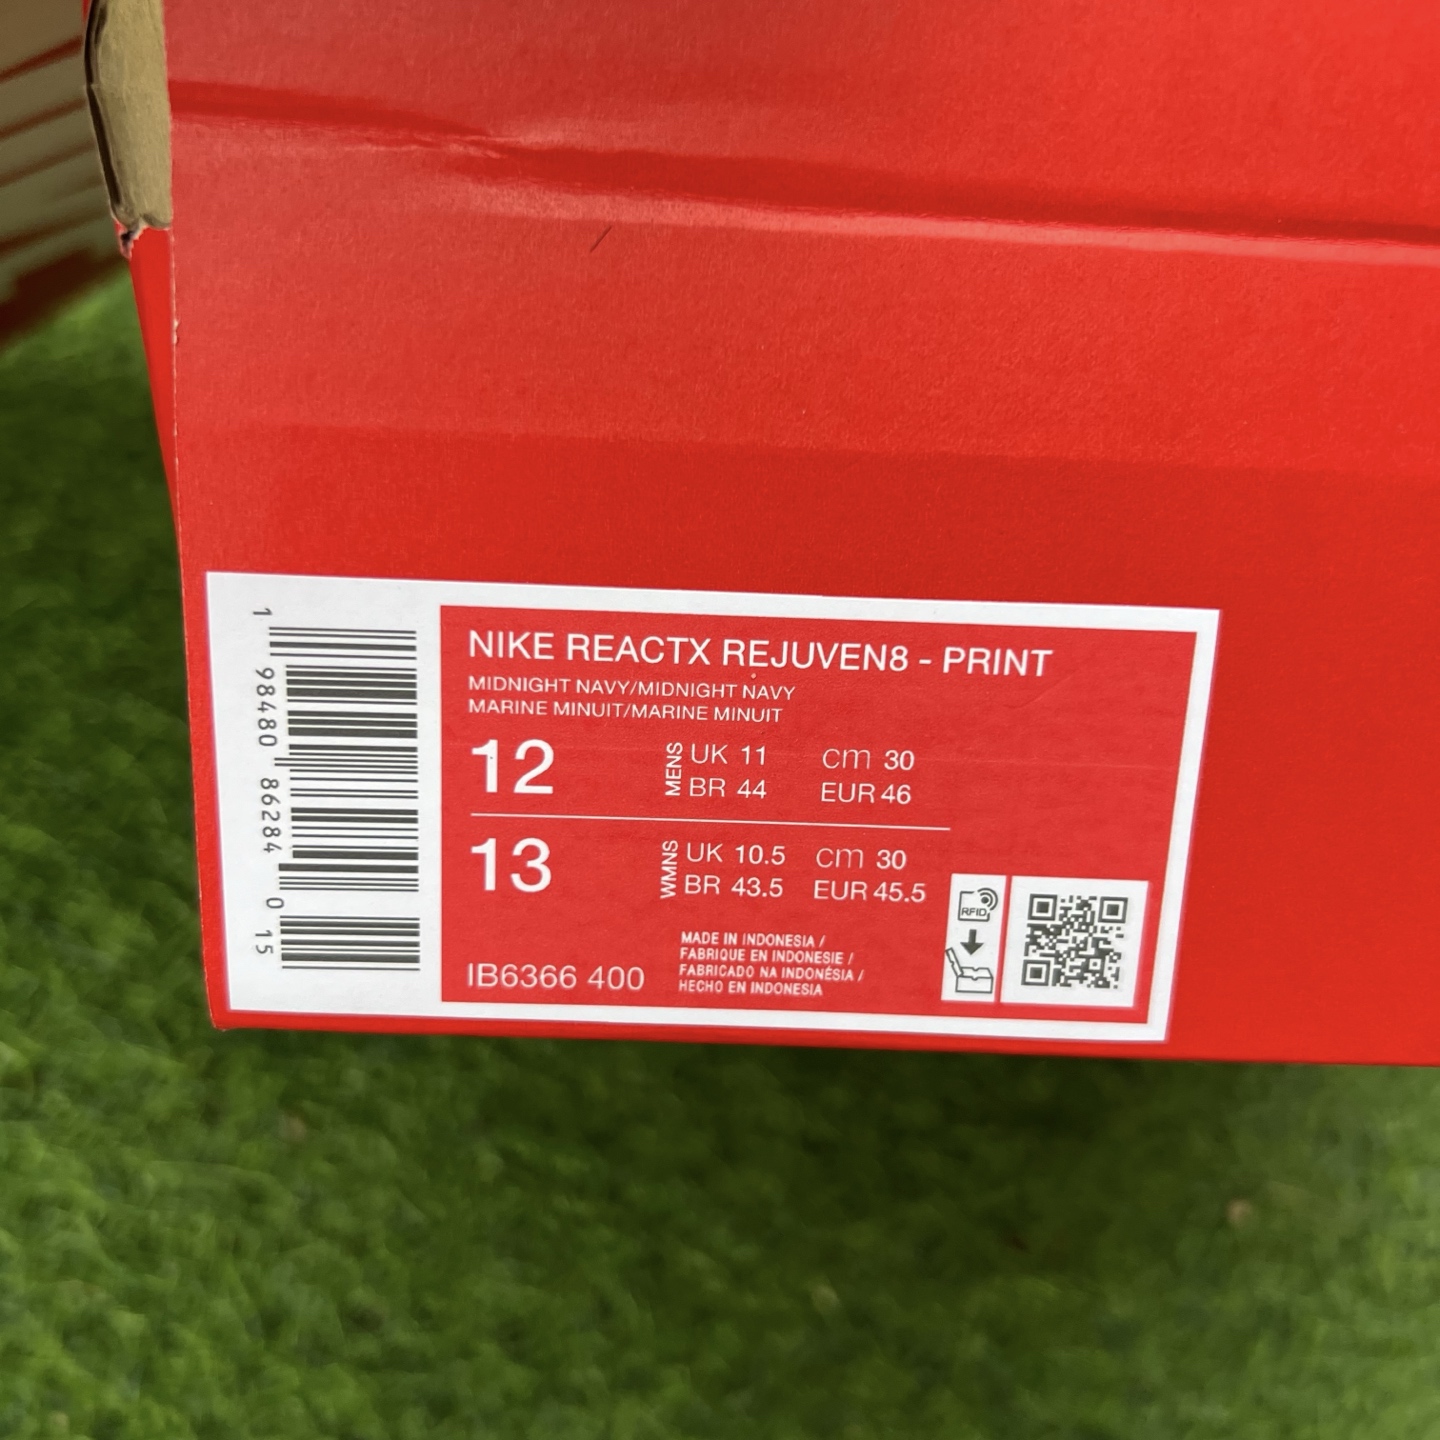 1 98480 86284 0 15
NIKE REACTX REJUVEN8 - PRINT
MIDNIGHT NAVY/MIDNIGHT NAVY
MARINE MINUIT/MARINE MINUIT
12 MENS UK 11 cm 30
BR 44 EUR 46
13 WMNS UK 10.5 cm 30
BR 43.5 EUR 45.5
MADE IN INDONESIA /
FABRIQUE EN INDONESIE /
FABRICADO NA INDONÉSIA /
HECHO EN INDONESIA
IB6366 400
RFID